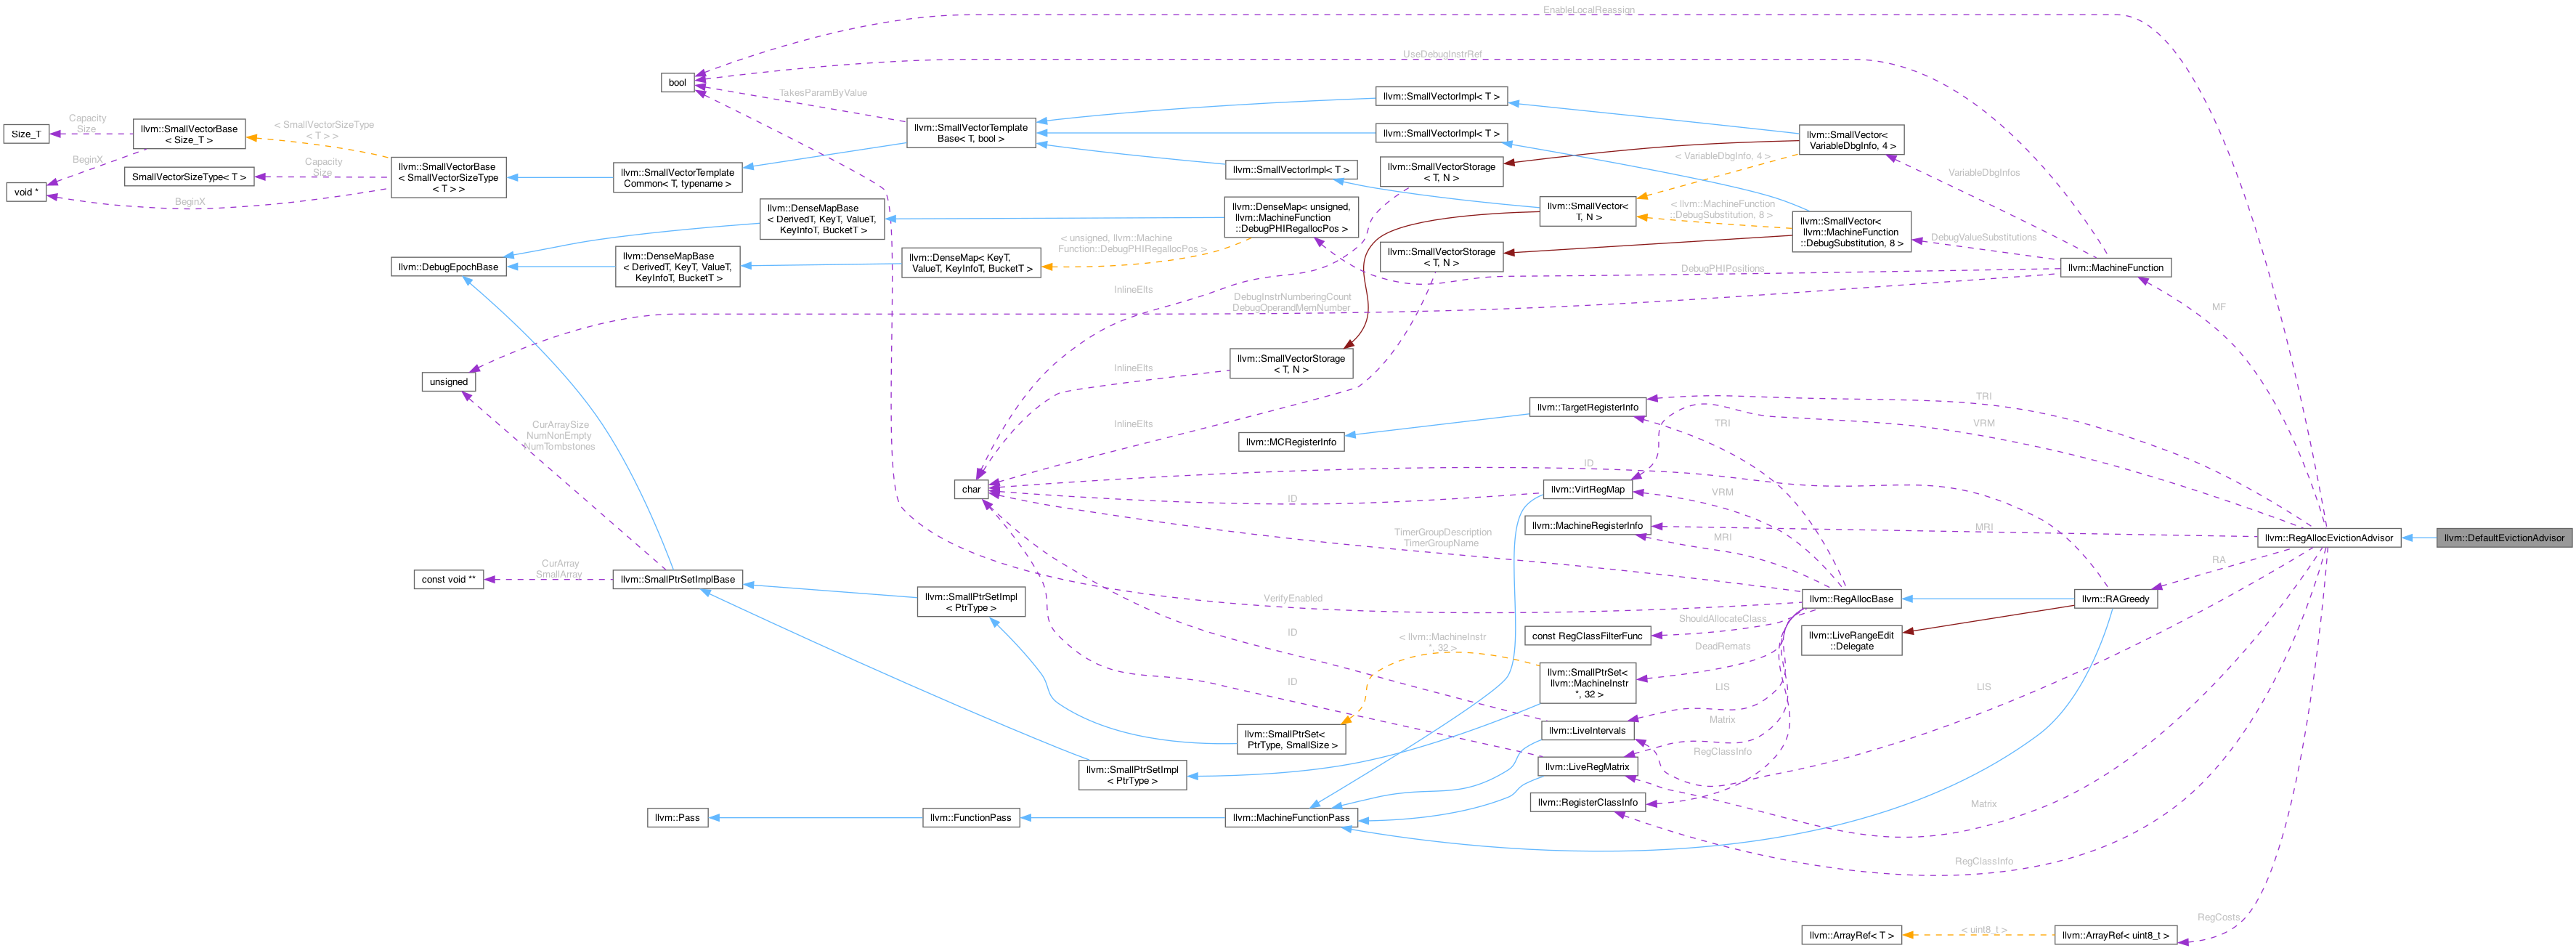 EnableLocalReassign
UseDebugInstrRef
bool
TakesParamByValue
llvm::SmallVectorImpl< T >
Capacity
Size
Size_T
llvm::SmallVectorBase
< Size_T >
< SmallVectorSizeType
< T > >
llvm::SmallVectorTemplate
Base< T, bool >
llvm::SmallVectorImpl< T >
llvm::SmallVector<
VariableDbgInfo, 4 >
BeginX
void *
SmallVectorSizeType< T >
Capacity
Size
BeginX
llvm::SmallVectorBase
< SmallVectorSizeType
< T > >
llvm::SmallVectorTemplate
Common< T, typename >
llvm::SmallVectorImpl< T >
llvm::SmallVectorStorage
< T, N >
< VariableDbgInfo, 4 >
VariableDbgInfos
llvm::DenseMapBase
< DerivedT, KeyT, ValueT,
KeyInfoT, BucketT >
llvm::DenseMap< unsigned,
llvm::MachineFunction
::DebugPHIRegallocPos >
llvm::SmallVector<
T, N >
< llvm::MachineFunction
::DebugSubstitution, 8 >
llvm::SmallVector<
llvm::MachineFunction
::DebugSubstitution, 8 >
DebugValueSubstitutions
llvm::DebugEpochBase
llvm::DenseMapBase
< DerivedT, KeyT, ValueT,
KeyInfoT, BucketT >
llvm::DenseMap< KeyT,
ValueT, KeyInfoT, BucketT >
< unsigned, llvm::Machine
Function::DebugPHIRegallocPos >
llvm::SmallVectorStorage
< T, N >
DebugPHIPositions
llvm::MachineFunction
InlineElts
DebugInstrNumberingCount
DebugOperandMemNumber
MF
llvm::SmallVectorStorage
< T, N >
InlineElts
unsigned
CurArraySize
NumNonEmpty
NumTombstones
InlineElts
llvm::TargetRegisterInfo
TRI
llvm::MCRegisterInfo
TRI
VRM
ID
char
ID
llvm::VirtRegMap
VRM
TimerGroupDescription
TimerGroupName
llvm::MachineRegisterInfo
MRI
MRI
llvm::RegAllocEvictionAdvisor
llvm::DefaultEvictionAdvisor
RA
const void **
CurArray
SmallArray
llvm::SmallPtrSetImplBase
llvm::SmallPtrSetImpl
< PtrType >
VerifyEnabled
llvm::RegAllocBase
llvm::RAGreedy
ID
< llvm::MachineInstr
*, 32 >
const RegClassFilterFunc
ShouldAllocateClass
llvm::LiveRangeEdit
::Delegate
DeadRemats
ID
llvm::SmallPtrSet<
llvm::MachineInstr
*, 32 >
LIS
LIS
Matrix
llvm::SmallPtrSet<
PtrType, SmallSize >
llvm::LiveIntervals
RegClassInfo
llvm::SmallPtrSetImpl
< PtrType >
llvm::LiveRegMatrix
llvm::RegisterClassInfo
Matrix
llvm::Pass
llvm::FunctionPass
llvm::MachineFunctionPass
RegClassInfo
RegCosts
llvm::ArrayRef< T >
< uint8_t >
llvm::ArrayRef< uint8_t >